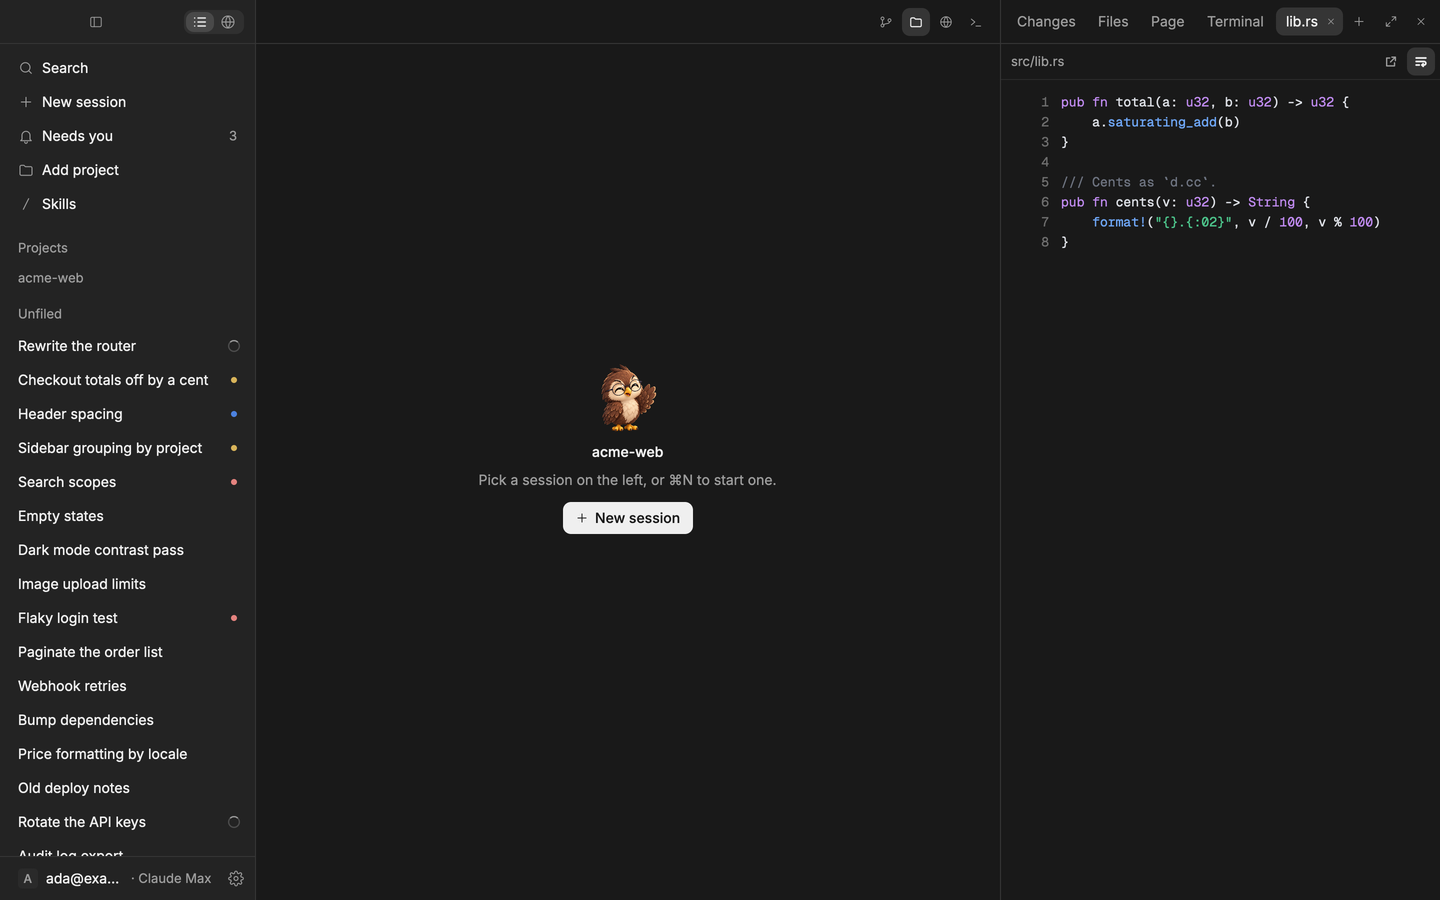 Search
New session
Needs you 3
Add project
Skills
Projects
acme-web
Unfiled
Rewrite the router
Checkout totals off by a cent
Header spacing
Sidebar grouping by project
Search scopes
Empty states
Dark mode contrast pass
Image upload limits
Flaky login test
Paginate the order list
Webhook retries
Bump dependencies
Price formatting by locale
Old deploy notes
Rotate the API keys
Audit log export
A ada@exa... · Claude Max
acme-web
Pick a session on the left, or ⌘N to start one.
+ New session
Changes Files Page Terminal lib.rs × +
src/lib.rs
1 pub fn total(a: u32, b: u32) -> u32 {
2     a.saturating_add(b)
3 }
4
5 /// Cents as `d.cc`.
6 pub fn cents(v: u32) -> String {
7     format!("{}.{:02}", v / 100, v % 100)
8 }